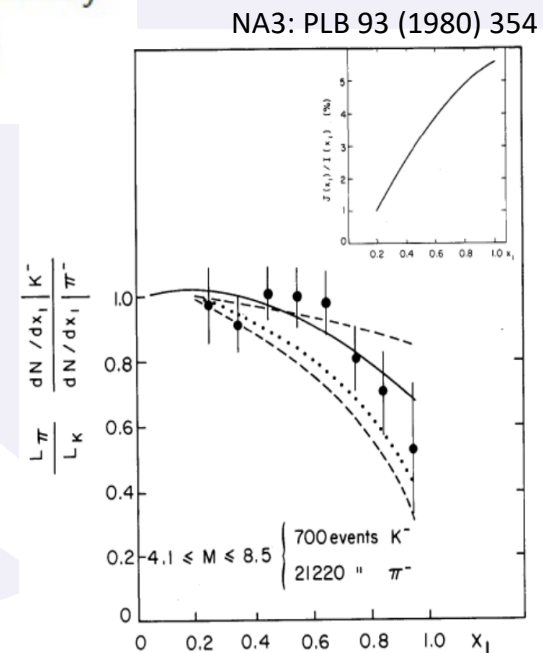 NA3: PLB 93 (1980) 354
J(x₁) / I(x₁) (%)
5
4
3
2
1
0
0.2 0.4 0.6 0.8 1.0 x₁
L π / L K dN / dx₁ | K⁻ / dN / dx₁ | π⁻
1.0
0.8
0.6
0.4
0.2
0
4.1 ≤ M ≤ 8.5 { 700 events K⁻
21220 " π⁻
0 0.2 0.4 0.6 0.8 1.0 X₁